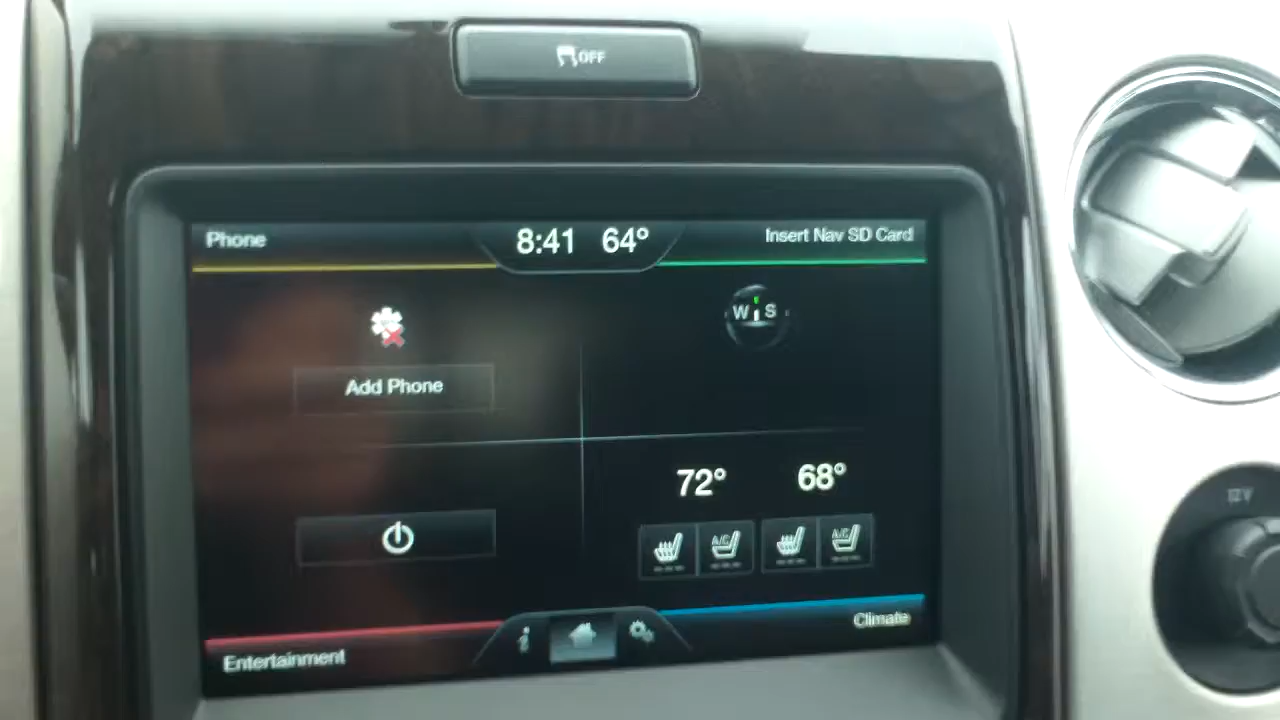 OFF
Phone
8:41 64°
Insert Nav SD Card
W S
Add Phone
72° 68°
A/C A/C
12V
Climate
Entertainment